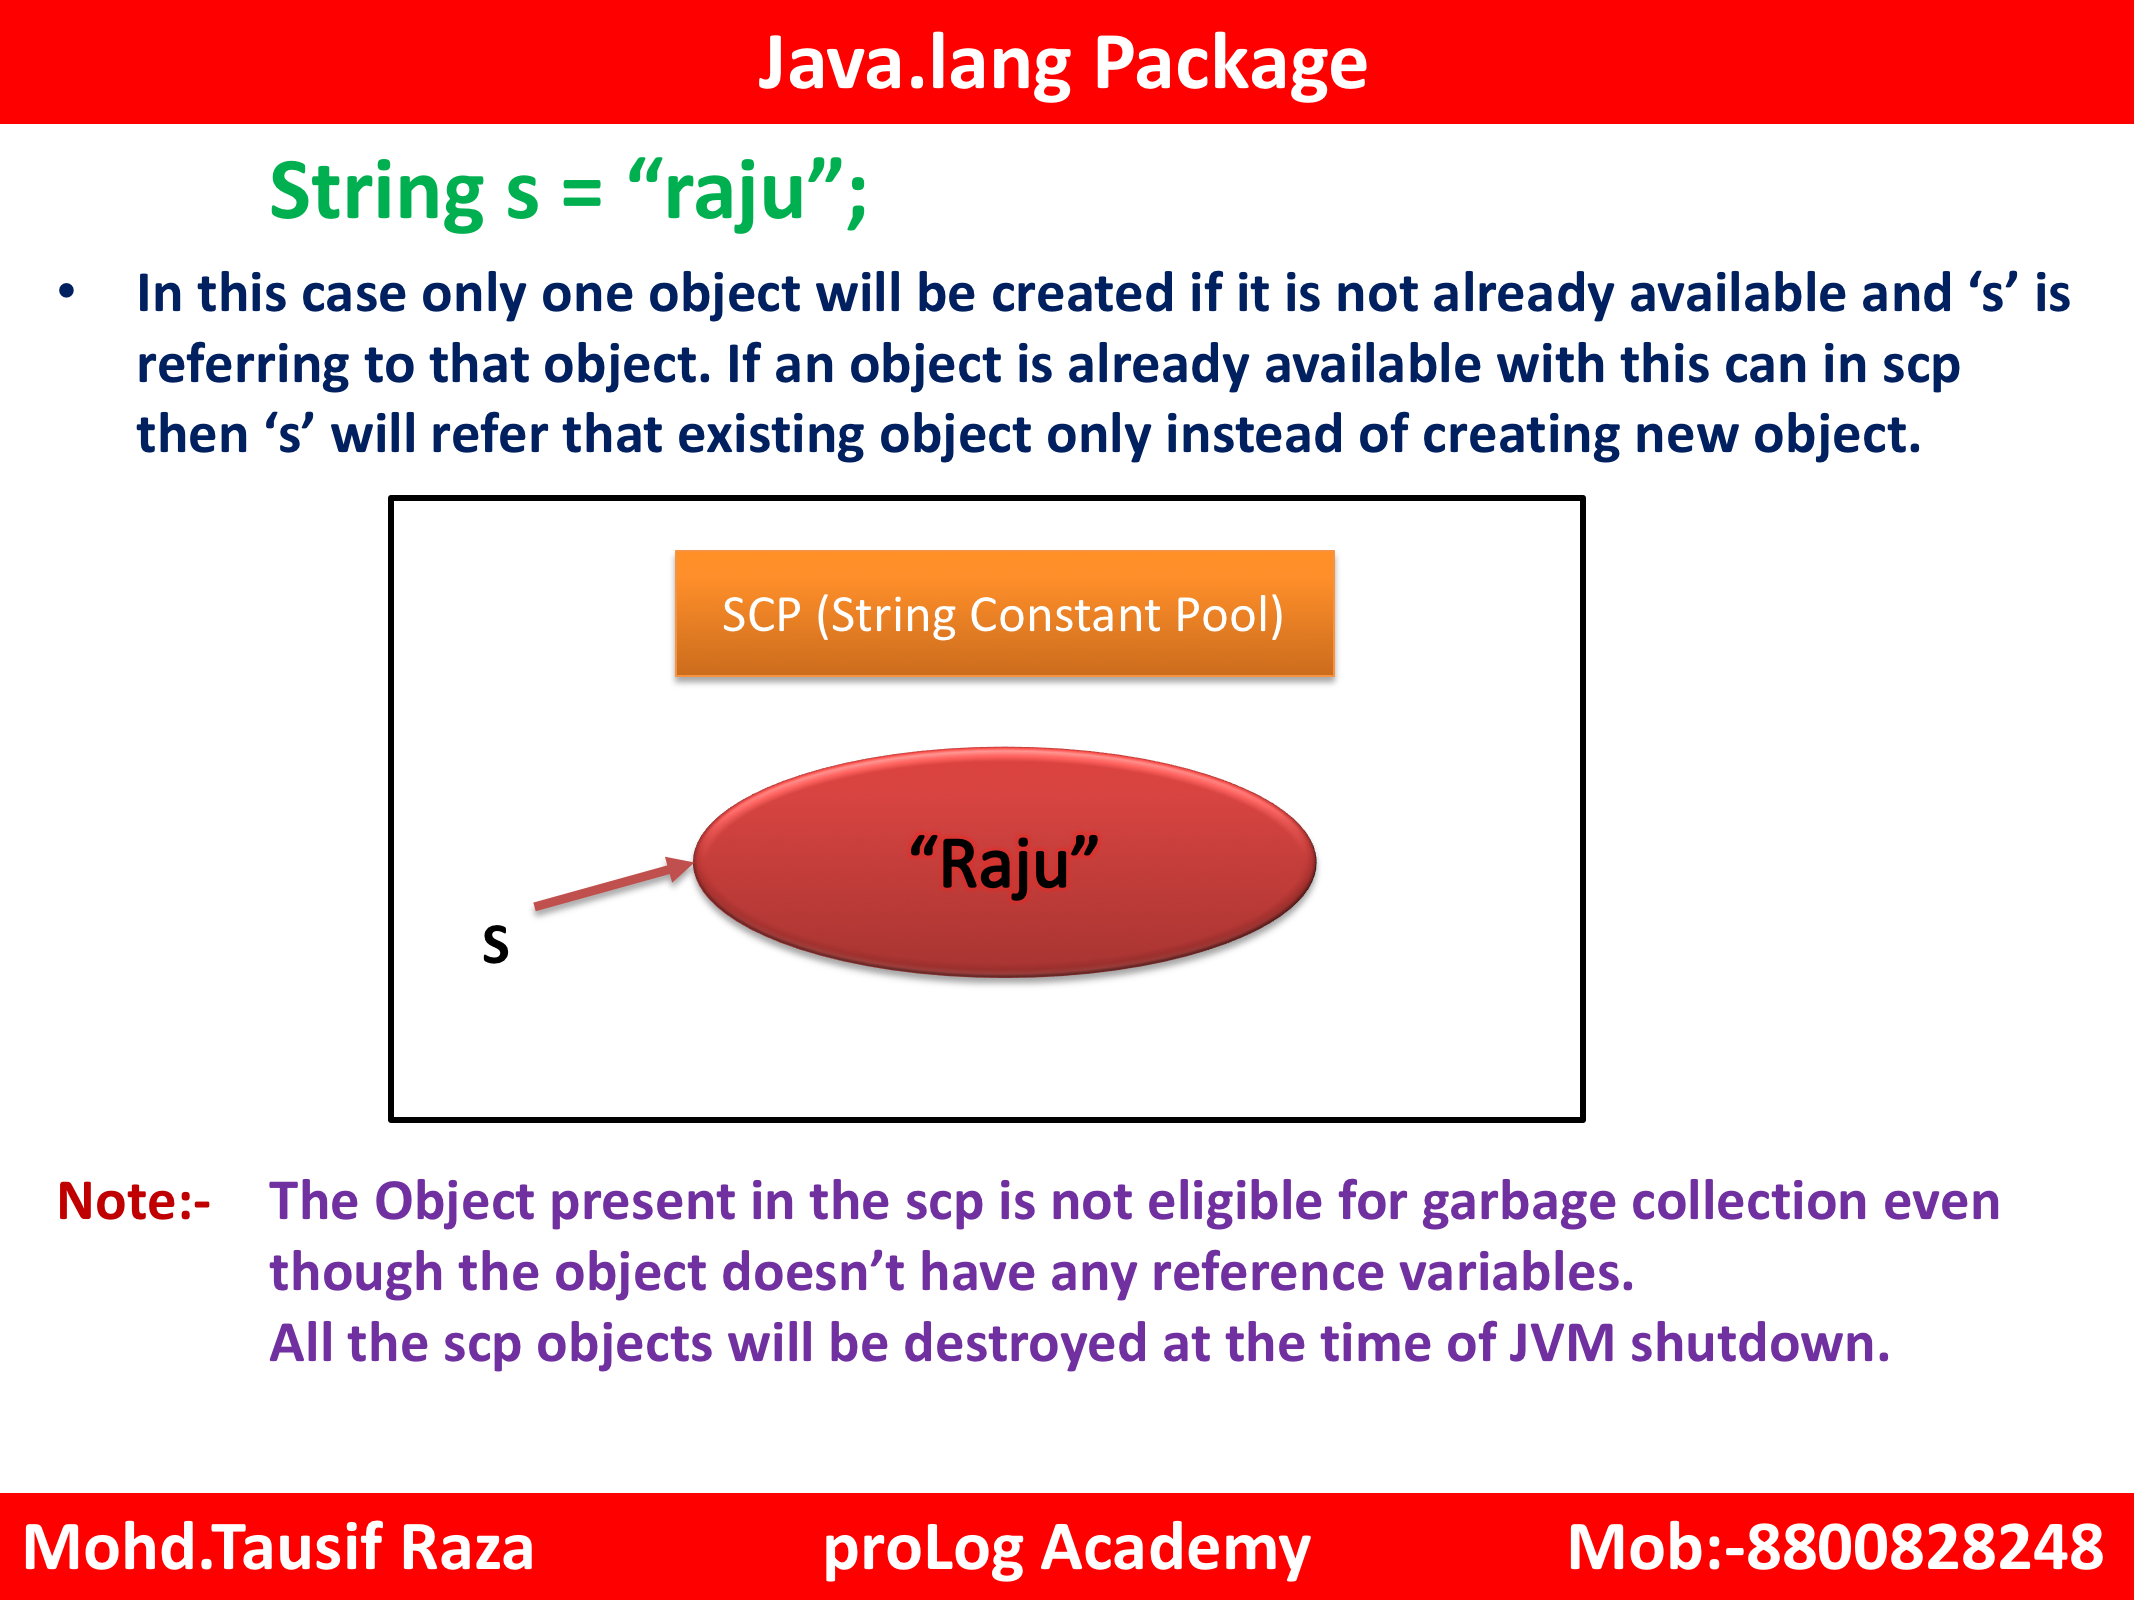 Java.lang Package
String s = “raju”;
• In this case only one object will be created if it is not already available and ‘s’ is
referring to that object. If an object is already available with this can in scp
then ‘s’ will refer that existing object only instead of creating new object.
SCP (String Constant Pool)
“Raju”
S
Note:- The Object present in the scp is not eligible for garbage collection even
though the object doesn’t have any reference variables.
All the scp objects will be destroyed at the time of JVM shutdown.
Mohd.Tausif Raza proLog Academy Mob:-8800828248